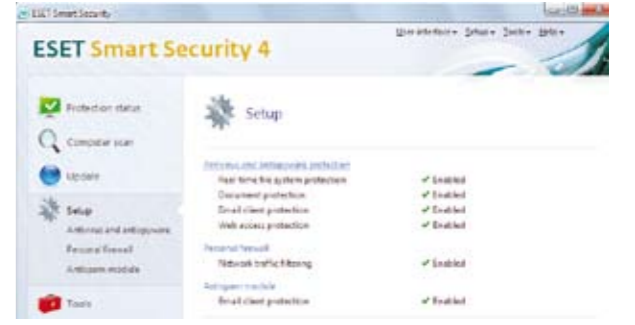 ESET Smart Security
User interface Setup Tools Help
ESET Smart Security 4
Protection status
Computer scan
Update
Setup
Antivirus and antispyware
Personal firewall
Antispam module
Tools
Setup
Antivirus and antispyware protection
Real-time file system protection ✔ Enabled
Document protection ✔ Enabled
Email client protection ✔ Enabled
Web access protection ✔ Enabled
Personal firewall
Network traffic filtering ✔ Enabled
Antispam module
Email client protection ✔ Enabled